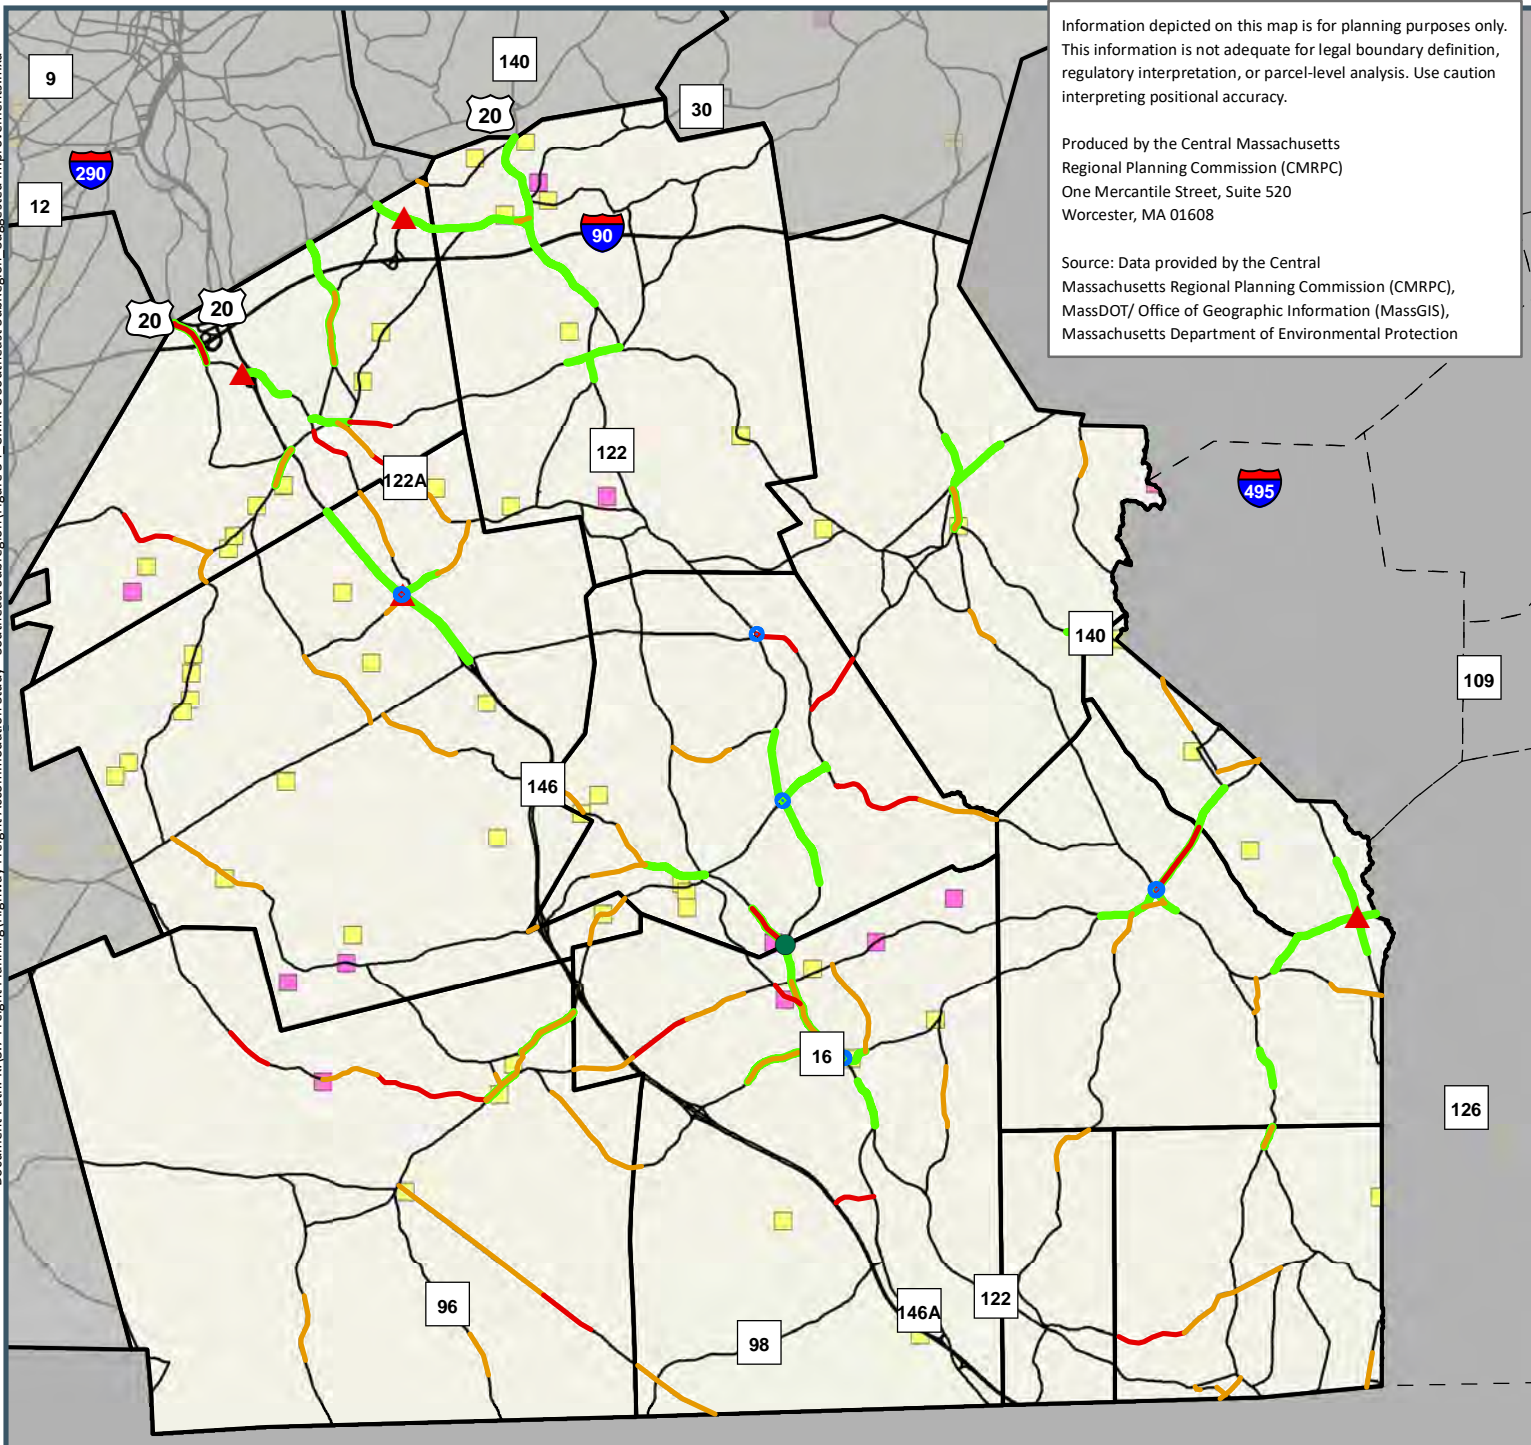 Information depicted on this map is for planning purposes only.
This information is not adequate for legal boundary definition,
regulatory interpretation, or parcel-level analysis. Use caution
interpreting positional accuracy.
Produced by the Central Massachusetts
Regional Planning Commission (CMRPC)
One Mercantile Street, Suite 520
Worcester, MA 01608
Source: Data provided by the Central
Massachusetts Regional Planning Commission (CMRPC),
MassDOT/ Office of Geographic Information (MassGIS),
Massachusetts Department of Environmental Protection
9
140
20
30
290
12
90
20
20
122
122A
495
140
109
146
16
126
96
98
146A
122